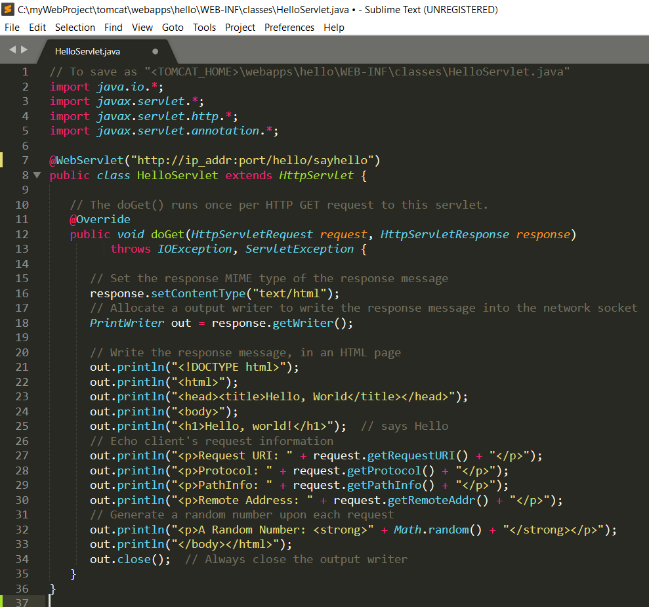 C:\myWebProject\tomcat\webapps\hello\WEB-INF\classes\HelloServlet.java • - Sublime Text (UNREGISTERED)
File Edit Selection Find View Goto Tools Project Preferences Help
HelloServlet.java
1 // To save as "<TOMCAT_HOME>\webapps\hello\WEB-INF\classes\HelloServlet.java"
2 import java.io.*;
3 import javax.servlet.*;
4 import javax.servlet.http.*;
5 import javax.servlet.annotation.*;
6
7 @WebServlet("http://ip_addr:port/hello/sayhello")
8 public class HelloServlet extends HttpServlet {
9
10 // The doGet() runs once per HTTP GET request to this servlet.
11 @Override
12 public void doGet(HttpServletRequest request, HttpServletResponse response)
13 throws IOException, ServletException {
14
15 // Set the response MIME type of the response message
16 response.setContentType("text/html");
17 // Allocate a output writer to write the response message into the network socket
18 PrintWriter out = response.getWriter();
19
20 // Write the response message, in an HTML page
21 out.println("<!DOCTYPE html>");
22 out.println("<html>");
23 out.println("<head><title>Hello, World</title></head>");
24 out.println("<body>");
25 out.println("<h1>Hello, world!</h1>"); // says Hello
26 // Echo client's request information
27 out.println("<p>Request URI: " + request.getRequestURI() + "</p>");
28 out.println("<p>Protocol: " + request.getProtocol() + "</p>");
29 out.println("<p>PathInfo: " + request.getPathInfo() + "</p>");
30 out.println("<p>Remote Address: " + request.getRemoteAddr() + "</p>");
31 // Generate a random number upon each request
32 out.println("<p>A Random Number: <strong>" + Math.random() + "</strong></p>");
33 out.println("</body></html>");
34 out.close(); // Always close the output writer
35 }
36 }
37